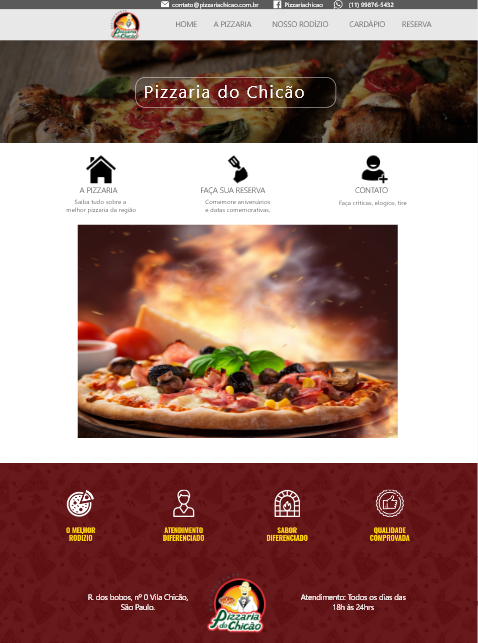 contato@pizzariachicao.com.br Pizzariachicao (11) 99876-5432
Pizzaria do Chicão
HOME A PIZZARIA NOSSO RODÍZIO CARDÁPIO RESERVA
Pizzaria do Chicão
A PIZZARIA
Saiba tudo sobre a
melhor pizzaria da região
FAÇA SUA RESERVA
Comemore aniversários
e datas comemorativas,
CONTATO
Faça críticas, elogios, tire
O MELHOR
RODÍZIO
ATENDIMENTO
DIFERENCIADO
SABOR
DIFERENCIADO
QUALIDADE
COMPROVADA
R. dos bobos, nº 0 Vila Chicão,
São Paulo.
Pizzaria
do Chicão
Atendimento: Todos os dias das
18h às 24hrs